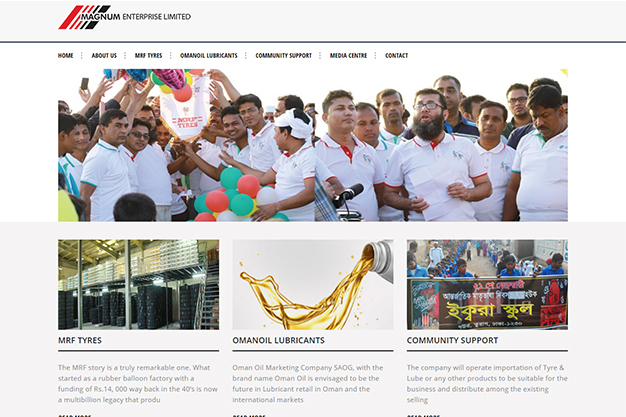 MAGNUM ENTERPRISE LIMITED
HOME
ABOUT US
MRF TYRES
OMANOIL LUBRICANTS
COMMUNITY SUPPORT
MEDIA CENTRE
CONTACT
MRF
TYRES
ইকরা স্কুল
MRF TYRES
The MRF story is a truly remarkable one. What
started as a rubber balloon factory with a
funding of Rs.14, 000 way back in the 40's is now
a multibillion legacy that produ
OMANOIL LUBRICANTS
Oman Oil Marketing Company SAOG, with the
brand name Oman Oil is envisaged to be the
future in Lubricant retail in Oman and the
international markets
COMMUNITY SUPPORT
The company will operate importation of Tyre &
Lube or any other products to be suitable for the
business and distribute among the existing
selling